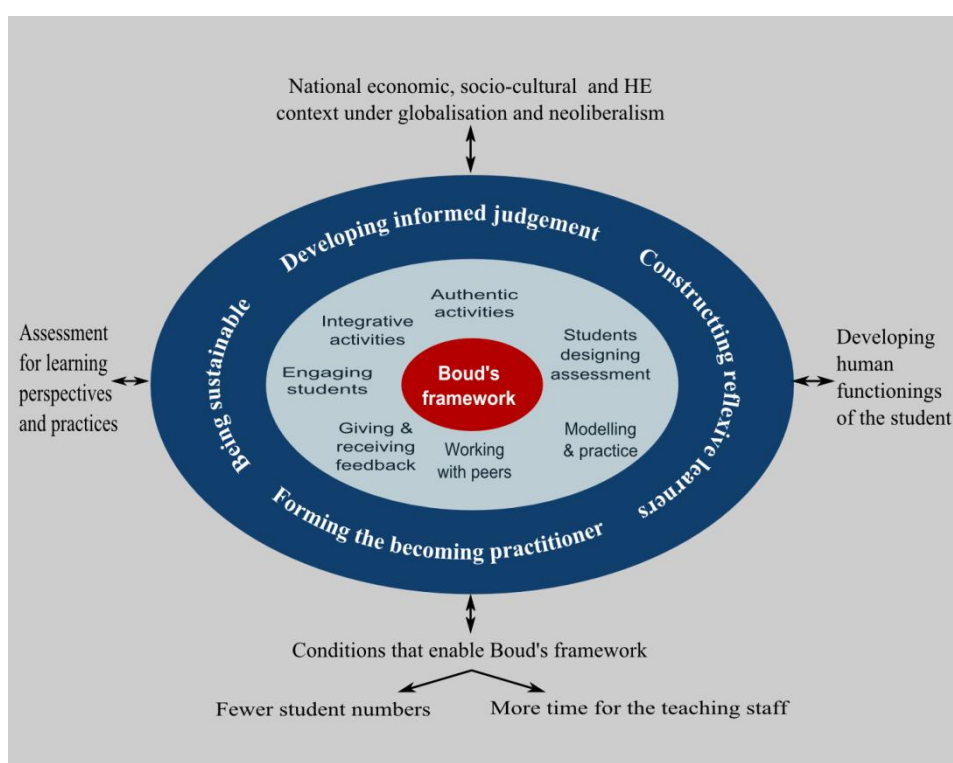 National economic, socio-cultural and HE
context under globalisation and neoliberalism
Developing informed judgement
Constructting reflexive learners
Being sustainable
Forming the becoming practitioner
Authentic
activities
Integrative
activities
Students
designing
assessment
Engaging
students
Boud's
framework
Giving &
receiving
feedback
Working
with peers
Modelling
& practice
Assessment
for learning
perspectives
and practices
Developing
human
functionings
of the student
Conditions that enable Boud's framework
Fewer student numbers
More time for the teaching staff